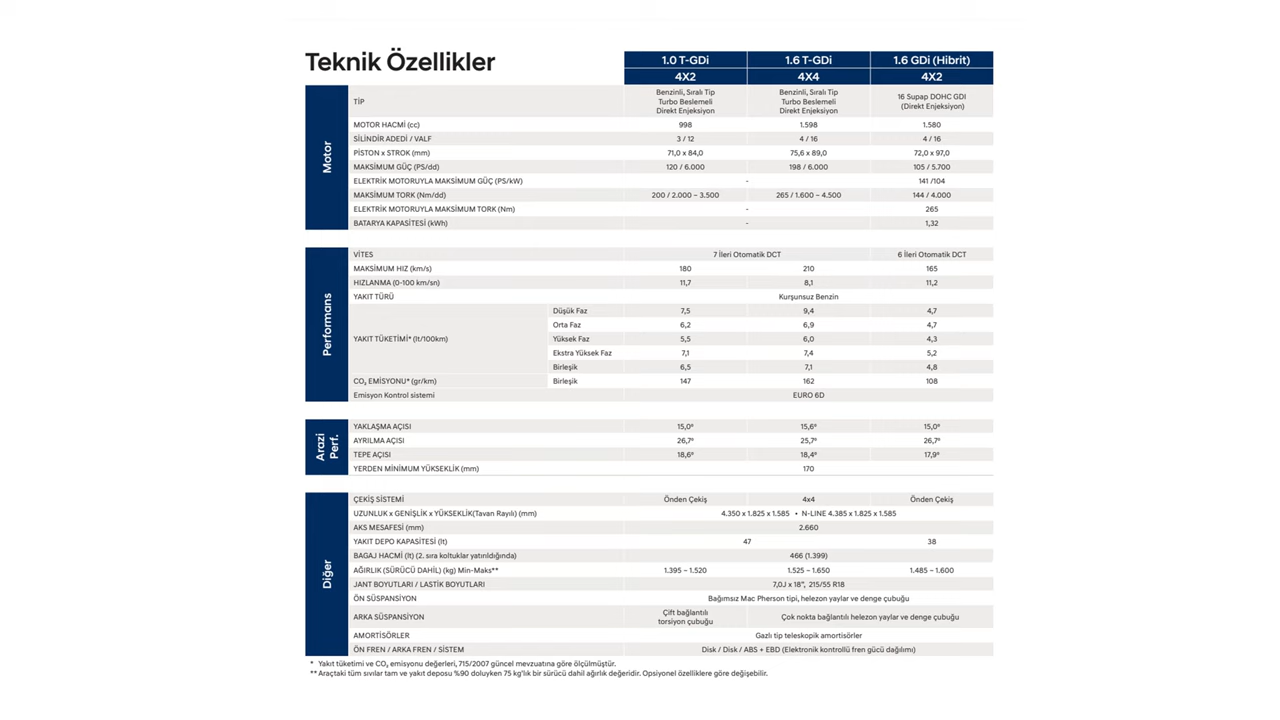 Teknik Özellikler
1.0 T-GDi 1.6 T-GDi 1.6 GDi (Hibrit)
4X2 4X4 4X2
Motor
TİP Benzinli, Sıralı Tip Turbo Beslemeli Direkt Enjeksiyon Benzinli, Sıralı Tip Turbo Beslemeli Direkt Enjeksiyon 16 Supap DOHC GDI (Direkt Enjeksiyon)
MOTOR HACMİ (cc) 998 1.598 1.580
SİLİNDİR ADEDİ / VALF 3 / 12 4 / 16 4 / 16
PİSTON x STROK (mm) 71,0 x 84,0 75,6 x 89,0 72,0 x 97,0
MAKSİMUM GÜÇ (PS/dd) 120 / 6.000 198 / 6.000 105 / 5.700
ELEKTRİK MOTORUYLA MAKSİMUM GÜÇ (PS/kW) - 141 /104
MAKSİMUM TORK (Nm/dd) 200 / 2.000 – 3.500 265 / 1.600 – 4.500 144 / 4.000
ELEKTRİK MOTORUYLA MAKSİMUM TORK (Nm) - 265
BATARYA KAPASİTESİ (kWh) - 1,32
Performans
VİTES 7 İleri Otomatik DCT 6 İleri Otomatik DCT
MAKSİMUM HIZ (km/s) 180 210 165
HIZLANMA (0-100 km/sn) 11,7 8,1 11,2
YAKIT TÜRÜ Kurşunsuz Benzin
YAKIT TÜKETİMİ* (lt/100km)
Düşük Faz 7,5 9,4 4,7
Orta Faz 6,2 6,9 4,7
Yüksek Faz 5,5 6,0 4,3
Ekstra Yüksek Faz 7,1 7,4 5,2
Birleşik 6,5 7,1 4,8
CO₂ EMİSYONU* (gr/km) Birleşik 147 162 108
Emisyon Kontrol sistemi EURO 6D
Arazi Perf.
YAKLAŞMA AÇISI 15,0° 15,6° 15,0°
AYRILMA AÇISI 26,7° 25,7° 26,7°
TEPE AÇISI 18,6° 18,4° 17,9°
YERDEN MİNİMUM YÜKSEKLİK (mm) 170
Diğer
ÇEKİŞ SİSTEMİ Önden Çekiş 4x4 Önden Çekiş
UZUNLUK x GENİŞLİK x YÜKSEKLİK(Tavan Raylı) (mm) 4.350 x 1.825 x 1.585 • N-LINE 4.385 x 1.825 x 1.585
AKS MESAFESİ (mm) 2.660
YAKIT DEPO KAPASİTESİ (lt) 47 38
BAGAJ HACMİ (lt) (2. sıra koltuklar yatırıldığında) 466 (1.399)
AĞIRLIK (SÜRÜCÜ DAHİL) (kg) Min-Maks** 1.395 – 1.520 1.525 – 1.650 1.485 – 1.600
JANT BOYUTLARI / LASTİK BOYUTLARI 7,0J x 18”, 215/55 R18
ÖN SÜSPANSİYON Bağımsız Mac Pherson tipi, helezon yaylar ve denge çubuğu
ARKA SÜSPANSİYON Çift bağlantılı torsiyon çubuğu Çok nokta bağlantılı helezon yaylar ve denge çubuğu
AMORTİSÖRLER Gazlı tip teleskopik amortisörler
ÖN FREN / ARKA FREN / SİSTEM Disk / Disk / ABS + EBD (Elektronik kontrollü fren gücü dağılımı)
* Yakıt tüketimi ve CO₂ emisyonu değerleri, 715/2007 güncel mevzuatına göre ölçülmüştür.
** Araçtaki tüm sıvılar tam ve yakıt deposu %90 doluyken 75 kg’lık bir sürücü dahil ağırlık değeridir. Opsiyonel özelliklere göre değişebilir.